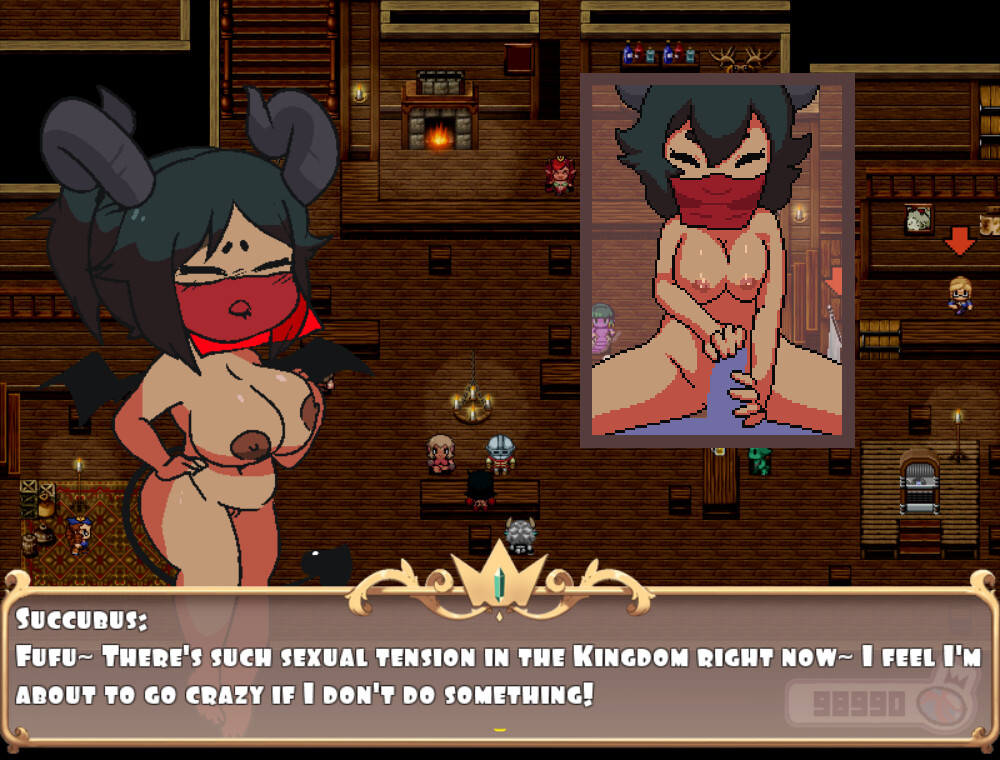 Succubus:
Fufu~ There's such sexual tension in the Kingdom right now~ I feel I'm
about to go crazy if I don't do something!
98990